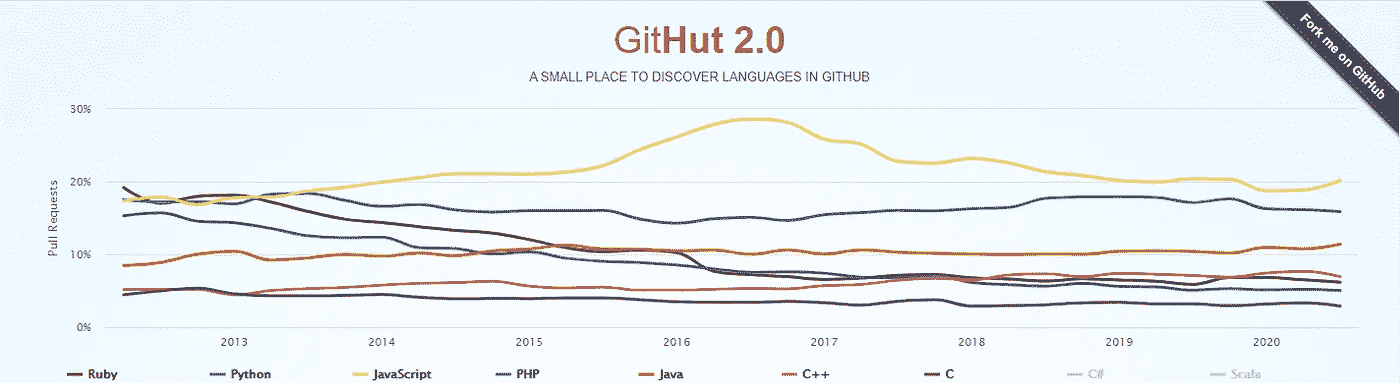 GitHut 2.0
Fork me on GitHub
A SMALL PLACE TO DISCOVER LANGUAGES IN GITHUB
30%
20%
10%
0%
Pull Requests
2013 2014 2015 2016 2017 2018 2019 2020
Ruby Python JavaScript PHP Java C++ C C# Scala